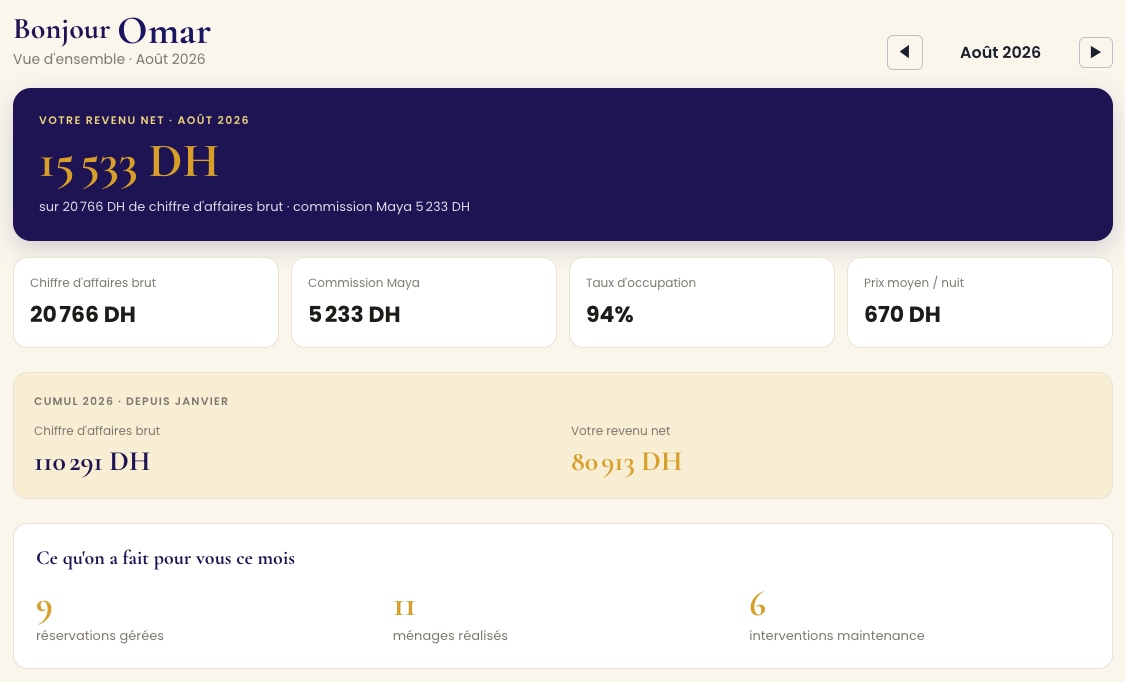 Bonjour Omar
Vue d'ensemble · Août 2026
Août 2026
VOTRE REVENU NET · AOÛT 2026
15 533 DH
sur 20 766 DH de chiffre d'affaires brut · commission Maya 5 233 DH
Chiffre d'affaires brut
20 766 DH
Commission Maya
5 233 DH
Taux d'occupation
94%
Prix moyen / nuit
670 DH
CUMUL 2026 · DEPUIS JANVIER
Chiffre d'affaires brut
110 291 DH
Votre revenu net
80 913 DH
Ce qu'on a fait pour vous ce mois
9
réservations gérées
11
ménages réalisés
6
interventions maintenance